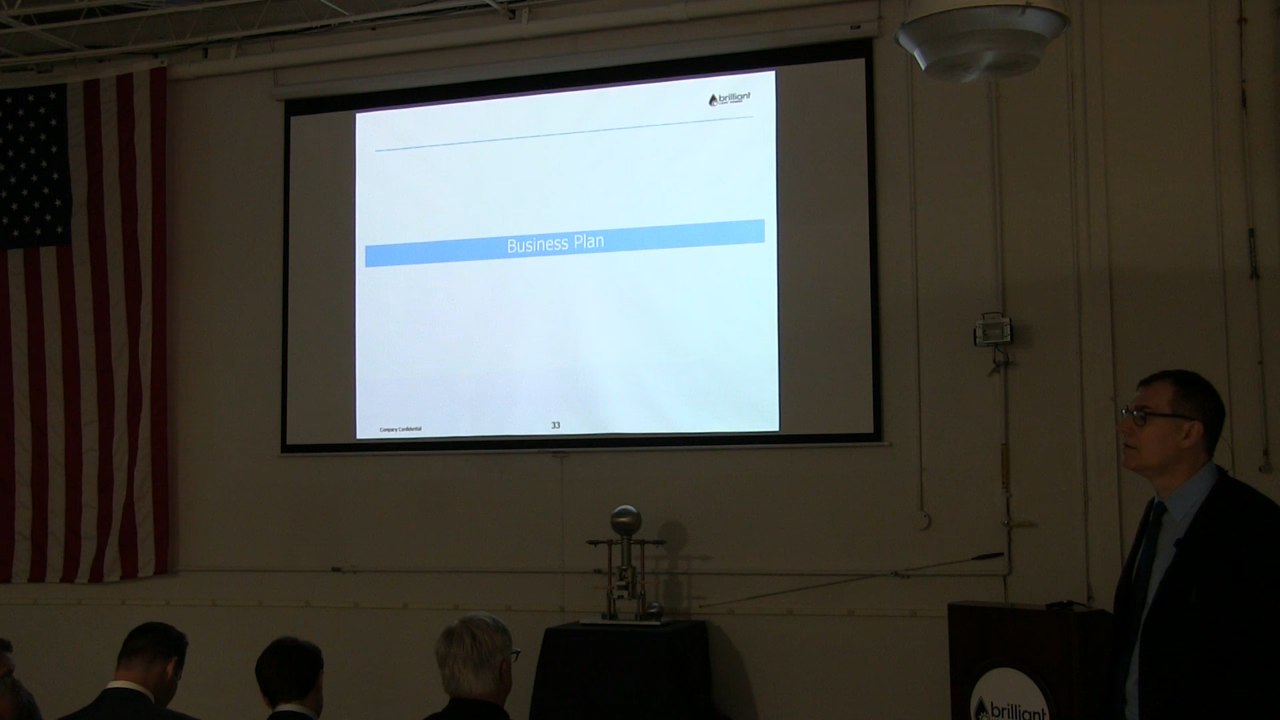 brilliant
Business Plan
Company Confidential
33
brilliant